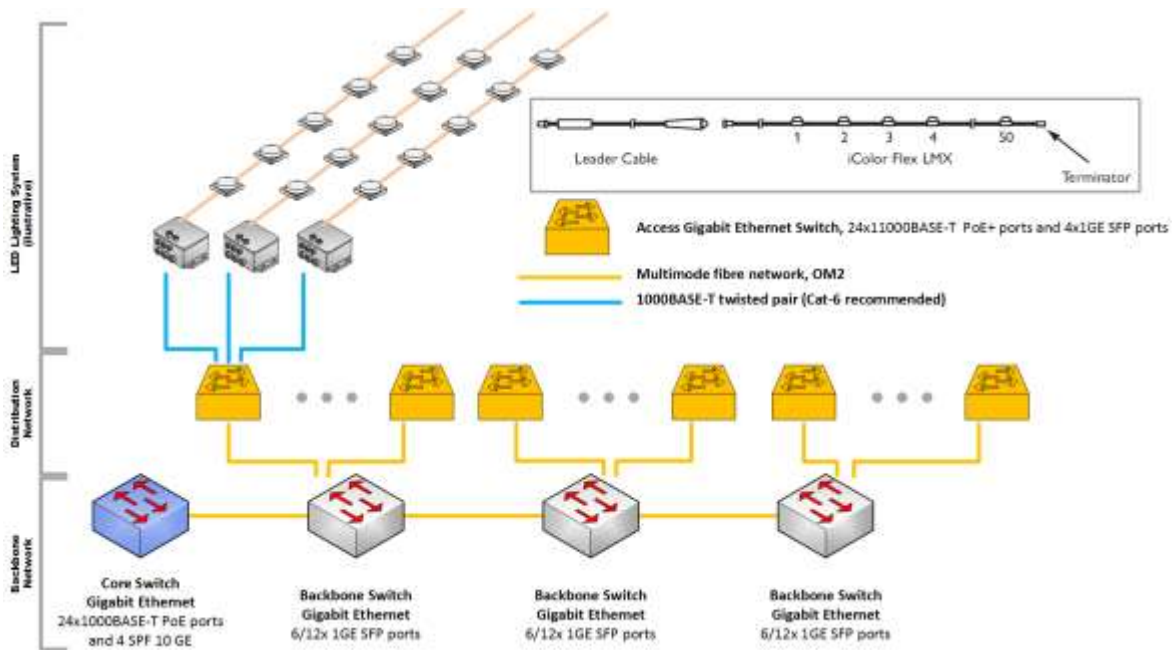 LED Lighting System
(ilustrative)
Distribution
Network
Backbone
Network
Leader Cable
1
2
3
4
50
iColor Flex LMX
Terminator
Access Gigabit Ethernet Switch, 24x11000BASE-T PoE+ ports and 4x1GE SFP ports
Multimode fibre network, OM2
1000BASE-T twisted pair (Cat-6 recommended)
Core Switch
Gigabit Ethernet
24x1000BASE-T PoE ports
and 4 SPF 10 GE
Backbone Switch
Gigabit Ethernet
6/12x 1GE SFP ports
Backbone Switch
Gigabit Ethernet
6/12x 1GE SFP ports
Backbone Switch
Gigabit Ethernet
6/12x 1GE SFP ports